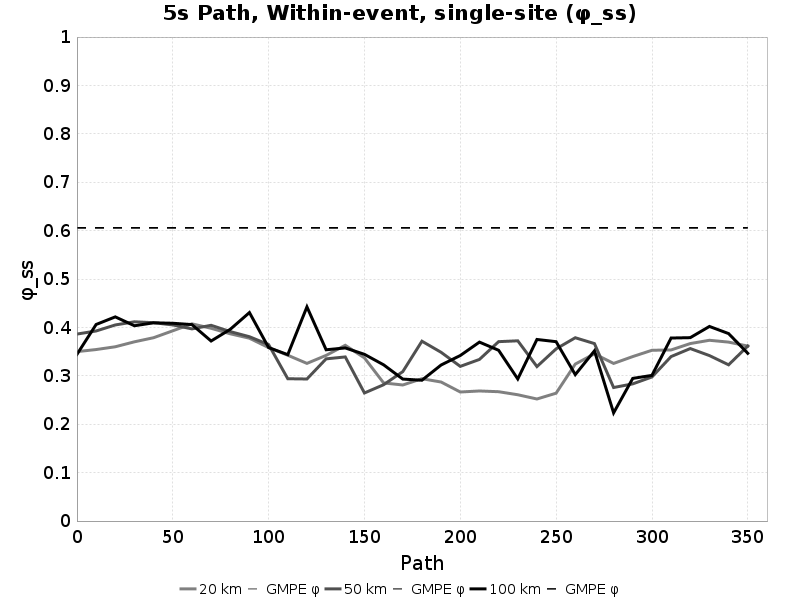 5s Path, Within-event, single-site (φ_ss)
1
0.9
0.8
0.7
0.6
0.5
0.4
0.3
0.2
0.1
0
φ_ss
0 50 100 150 200 250 300 350
Path
20 km GMPE φ 50 km GMPE φ 100 km GMPE φ